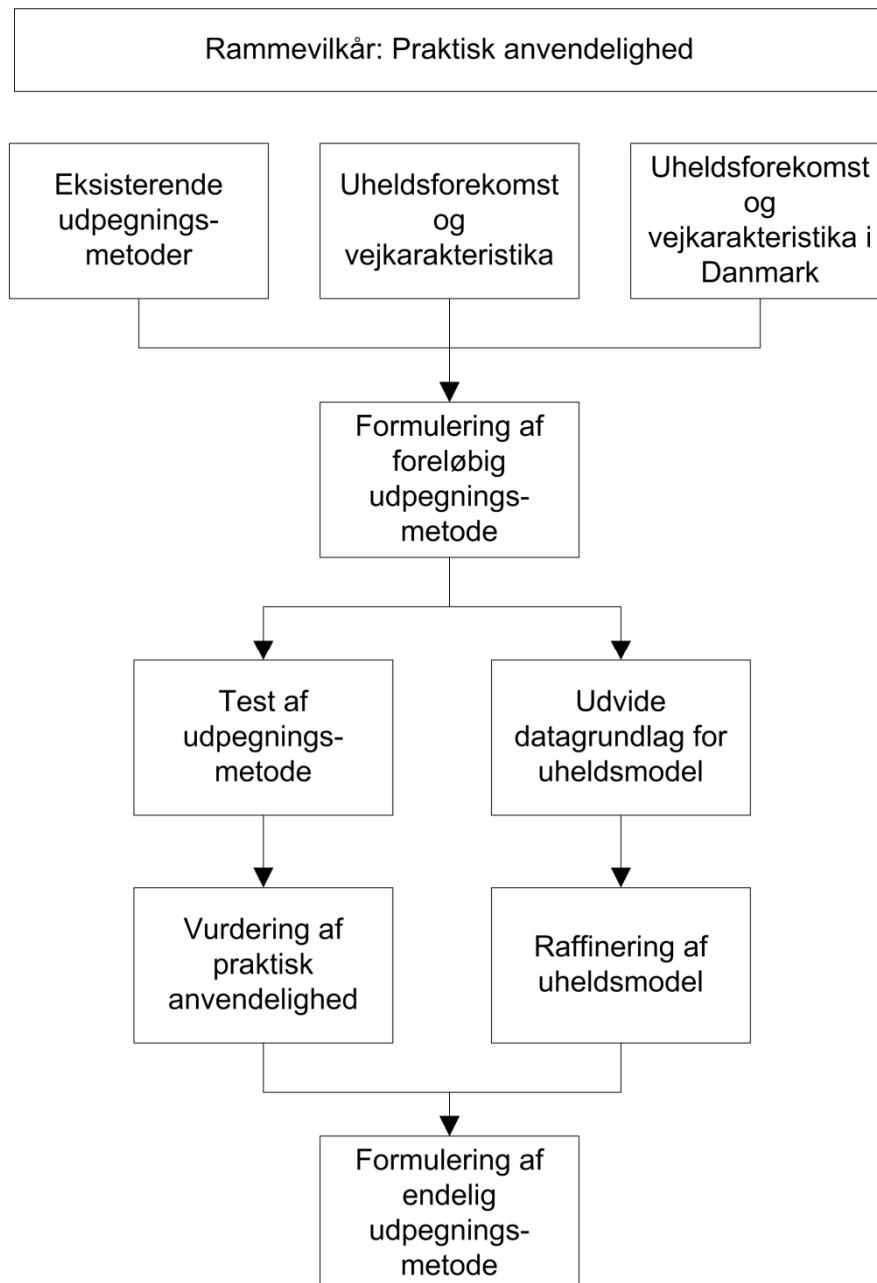 Rammevilkår: Praktisk anvendelighed
Eksisterende
udpegnings-
metoder
Uheldsforekomst
og
vejkarakteristika
Uheldsforekomst
og
vejkarakteristika i
Danmark
Formulering af
foreløbig
udpegnings-
metode
Test af
udpegnings-
metode
Udvide
datagrundlag for
uheldsmodel
Vurdering af
praktisk
anvendelighed
Raffinering af
uheldsmodel
Formulering af
endelig
udpegnings-
metode